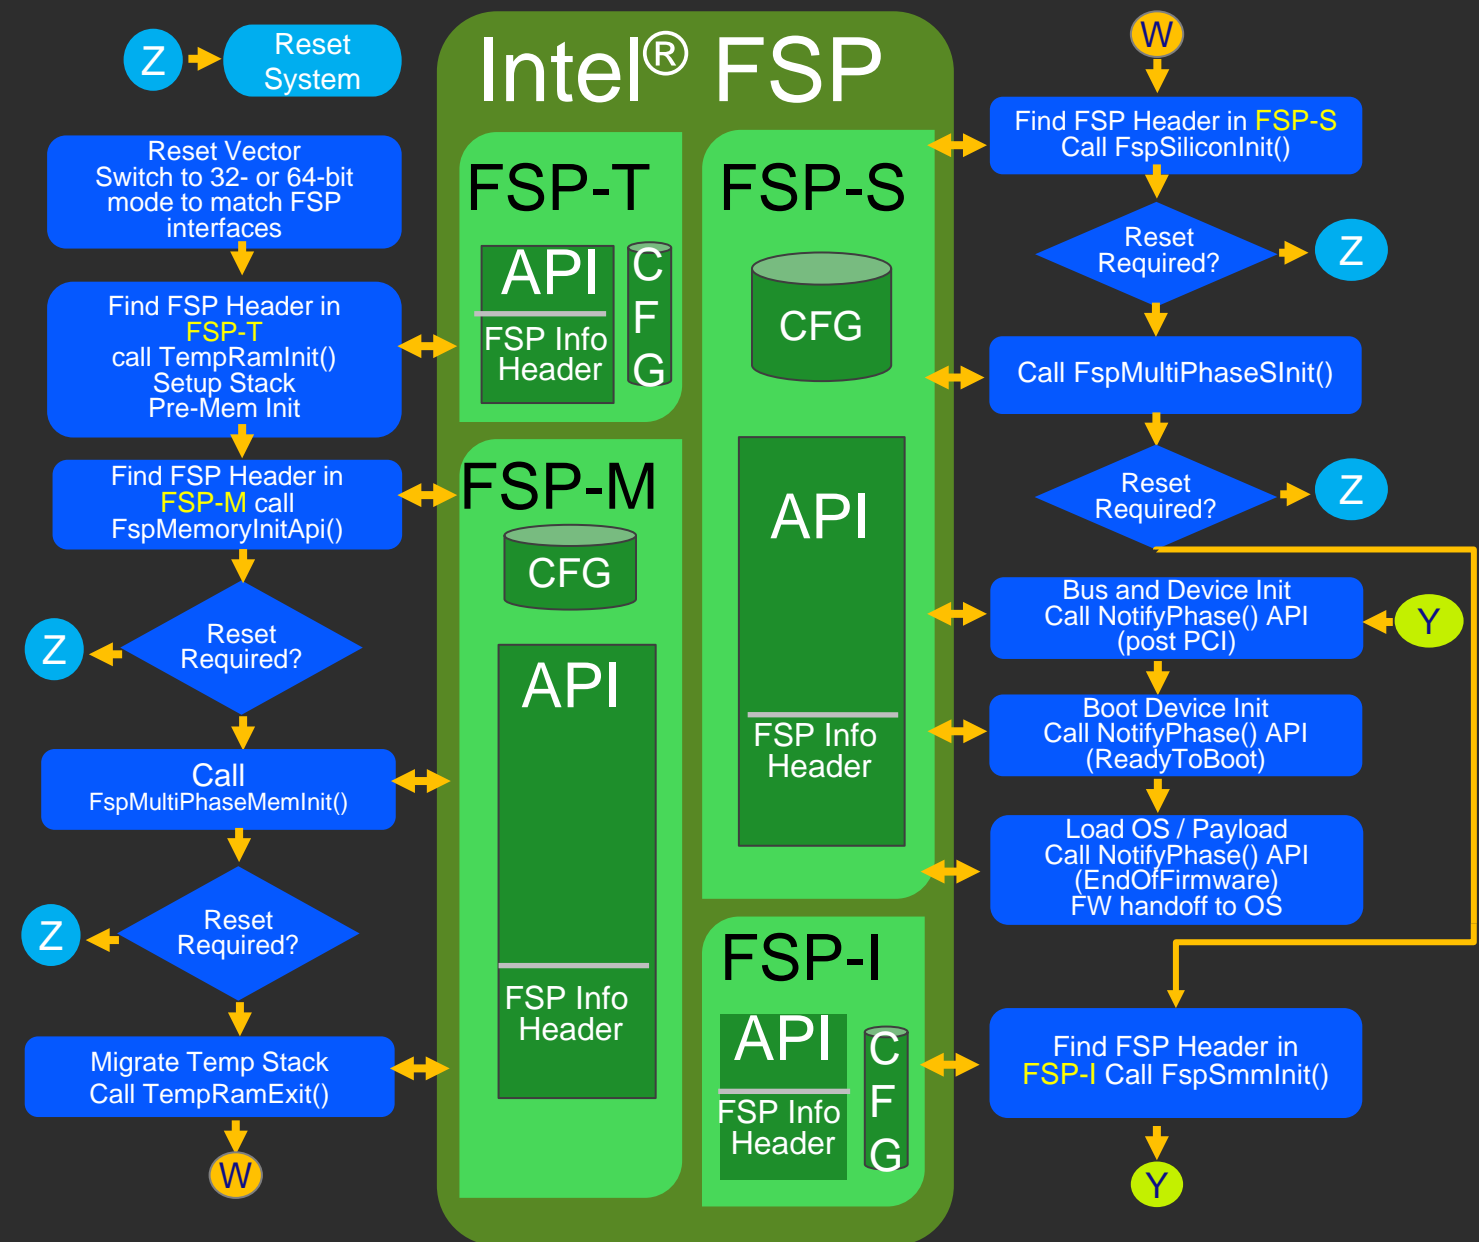 Z
Reset
System
Reset Vector
Switch to 32- or 64-bit
mode to match FSP
interfaces
Find FSP Header in
FSP-T
call TempRamInit()
Setup Stack
Pre-Mem Init
Find FSP Header in
FSP-M call
FspMemoryInitApi()
Reset
Required?
Z
Call
FspMultiPhaseMemInit()
Reset
Required?
Z
Migrate Temp Stack
Call TempRamExit()
W
Intel® FSP
FSP-T
API
FSP Info
Header
C
F
G
FSP-M
CFG
API
FSP Info
Header
FSP-S
CFG
API
FSP Info
Header
FSP-I
API
FSP Info
Header
C
F
G
W
Find FSP Header in FSP-S
Call FspSiliconInit()
Reset
Required?
Z
Call FspMultiPhaseSInit()
Reset
Required?
Z
Bus and Device Init
Call NotifyPhase() API
(post PCI)
Y
Boot Device Init
Call NotifyPhase() API
(ReadyToBoot)
Load OS / Payload
Call NotifyPhase() API
(EndOfFirmware)
FW handoff to OS
Find FSP Header in
FSP-I Call FspSmmInit()
Y